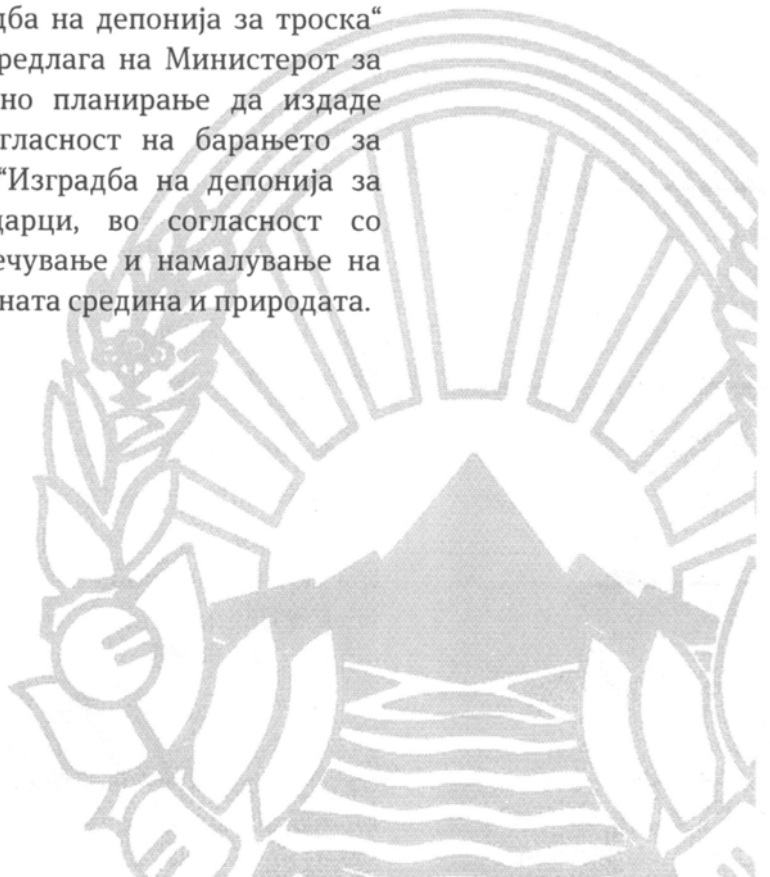 дба на депонија за троска“
редлага на Министерот за
но планирање да издаде
гласност на барањето за
“Изградба на депонија за
царци, во согласност со
ечување и намалување на
ната средина и природата.